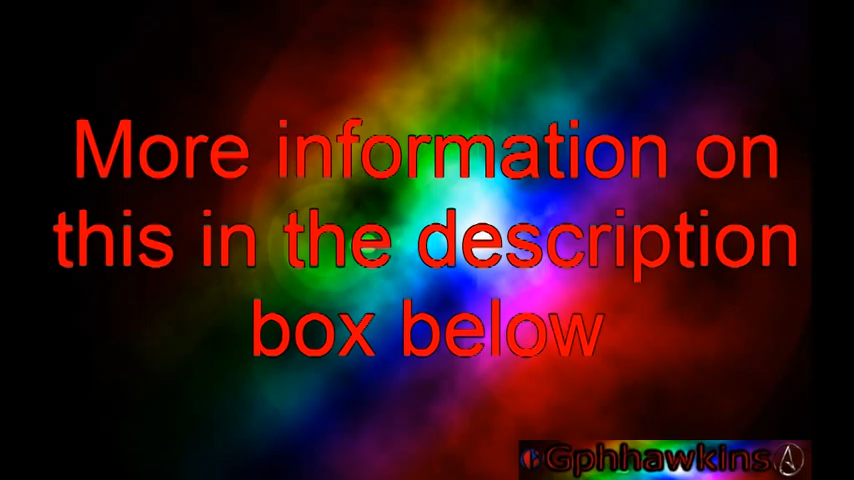 More information on
this in the description
box below
Gphhawkins